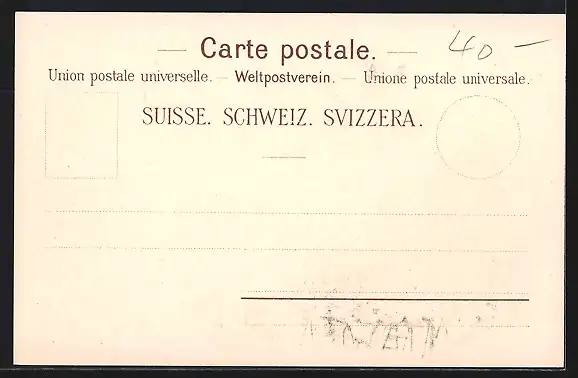 — Carte postale. — 40 –
Union postale universelle. — Weltpostverein. — Unione postale universale.
SUISSE. SCHWEIZ. SVIZZERA.